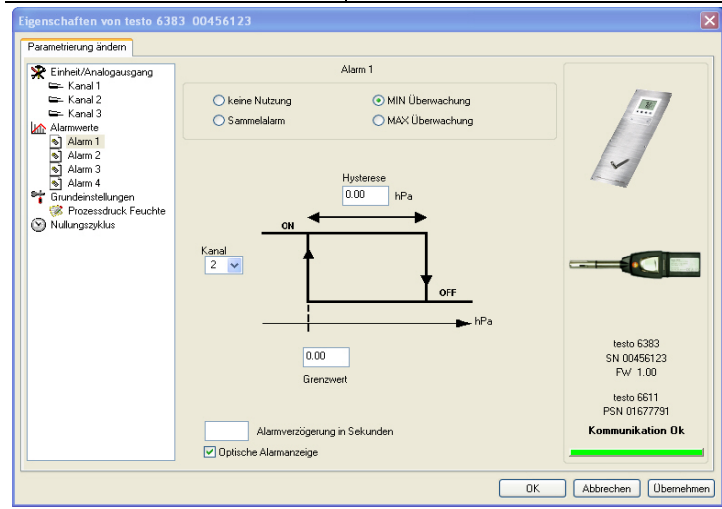 Eigenschaften von testo 6383 00456123
Parametrierung ändern
Einheit/Analogausgang
Kanal 1
Kanal 2
Kanal 3
Alarmwerte
Alarm 1
Alarm 2
Alarm 3
Alarm 4
Grundeinstellungen
Prozessdruck Feuchte
Nullungszyklus
Alarm 1
keine Nutzung
MIN Überwachung
Sammelalarm
MAX Überwachung
Hysterese
0.00 hPa
ON
Kanal
2
OFF
hPa
0.00
Grenzwert
Alarmverzögerung in Sekunden
Optische Alarmanzeige
testo 6383
SN 00456123
FW 1.00
testo 6611
PSN 01677791
Kommunikation Ok
OK
Abbrechen
Übernehmen